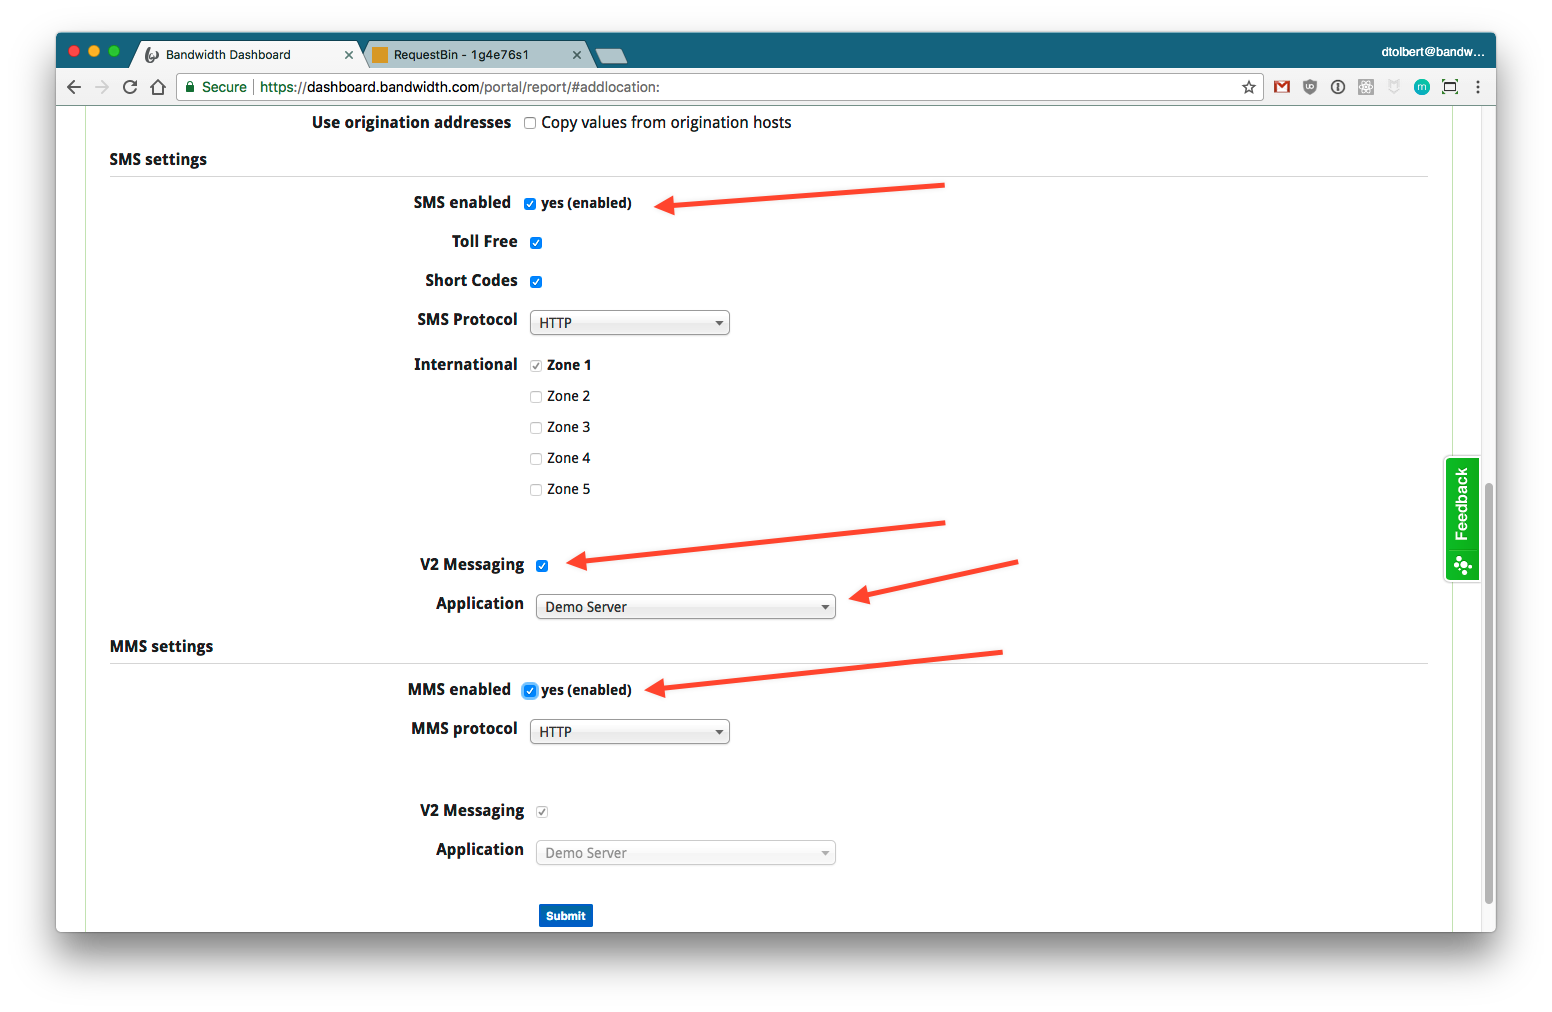 Bandwidth Dashboard
RequestBin - 1g4e76s1
dtolbert@bandw...
Secure https://dashboard.bandwidth.com/portal/report/#addlocation:
Use origination addresses Copy values from origination hosts
SMS settings
SMS enabled yes (enabled)
Toll Free
Short Codes
SMS Protocol HTTP
International Zone 1
Zone 2
Zone 3
Zone 4
Zone 5
Feedback
V2 Messaging
Application Demo Server
MMS settings
MMS enabled yes (enabled)
MMS protocol HTTP
V2 Messaging
Application Demo Server
Submit